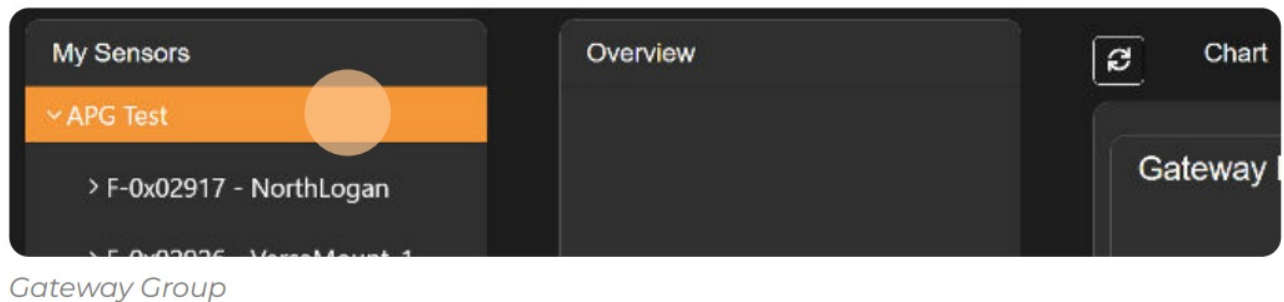 My Sensors
Overview
Chart
APG Test
F-0x02917 - NorthLogan
Gateway
Gateway Group